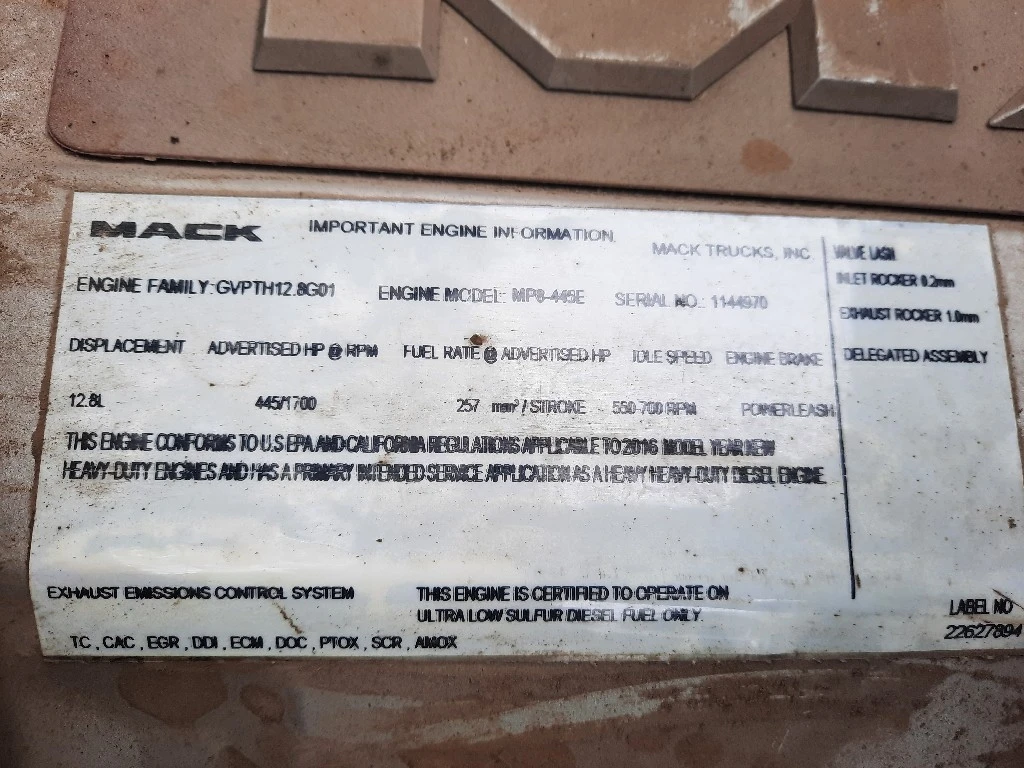 MACK
IMPORTANT ENGINE INFORMATION
MACK TRUCKS, INC
ENGINE FAMILY: GVPTH12.8G01 ENGINE MODEL: MP8-445E SERIAL NO.: 1144970
DISPLACEMENT ADVERTISED HP @ RPM FUEL RATE @ ADVERTISED HP IDLE SPEED ENGINE BRAKE
12.8L 445/1700 257 mm³/STROKE 550-700 RPM POWERLEASH
THIS ENGINE CONFORMS TO U.S EPA AND CALIFORNIA REGULATIONS APPLICABLE TO 2016 MODEL YEAR NEW
HEAVY-DUTY ENGINES AND HAS A PRIMARY INTENDED SERVICE APPLICATION AS A HEAVY HEAVY-DUTY DIESEL ENGINE.
VALVE LASH
INLET ROCKER 0.2mm
EXHAUST ROCKER 1.0mm
DELEGATED ASSEMBLY
EXHAUST EMISSIONS CONTROL SYSTEM
TC , CAC , EGR , DDI , ECM , DOC , PTOX , SCR , AMOX
THIS ENGINE IS CERTIFIED TO OPERATE ON
ULTRA LOW SULFUR DIESEL FUEL ONLY.
LABEL NO
22627894